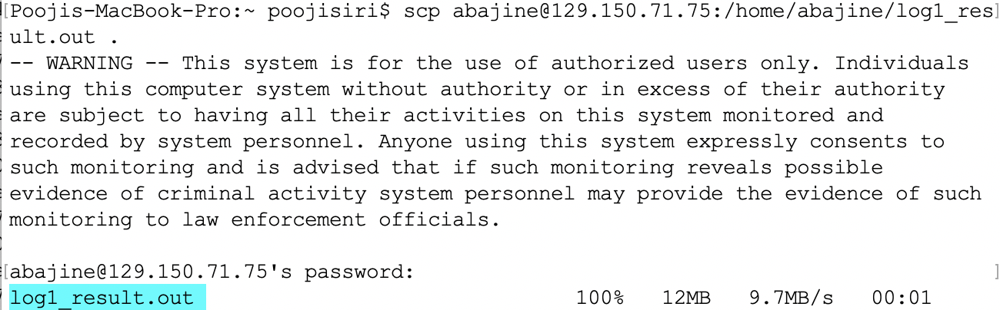 [Poojis-MacBook-Pro:~ poojisiri$ scp abajine@129.150.71.75:/home/abajine/log1_res]
ult.out .
-- WARNING -- This system is for the use of authorized users only. Individuals
using this computer system without authority or in excess of their authority
are subject to having all their activities on this system monitored and
recorded by system personnel. Anyone using this system expressly consents to
such monitoring and is advised that if such monitoring reveals possible
evidence of criminal activity system personnel may provide the evidence of such
monitoring to law enforcement officials.
[abajine@129.150.71.75's password: ]
log1_result.out 100% 12MB 9.7MB/s 00:01